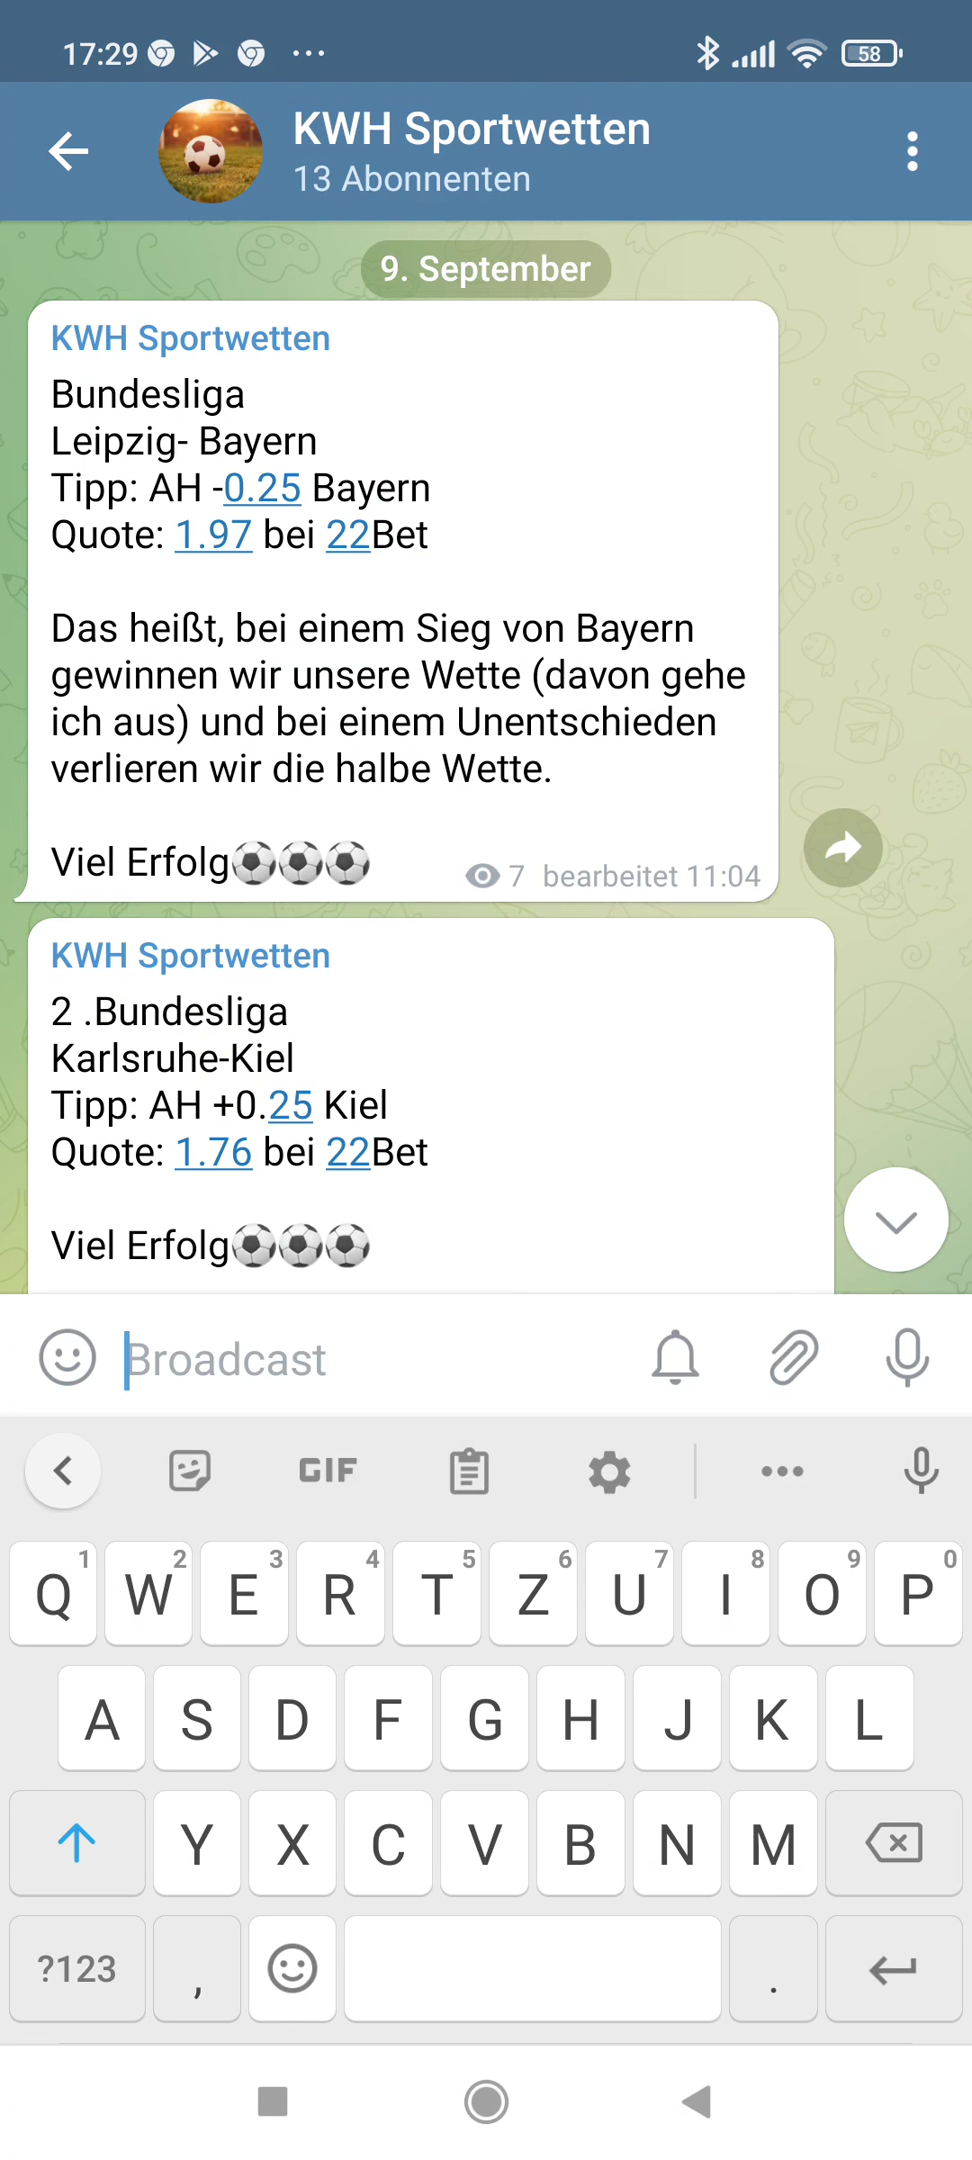 17:29
58
KWH Sportwetten
13 Abonnenten
9. September
KWH Sportwetten
Bundesliga
Leipzig- Bayern
Tipp: AH -0.25 Bayern
Quote: 1.97 bei 22Bet
Das heißt, bei einem Sieg von Bayern
gewinnen wir unsere Wette (davon gehe
ich aus) und bei einem Unentschieden
verlieren wir die halbe Wette.
Viel Erfolg⚽⚽⚽
7 bearbeitet 11:04
KWH Sportwetten
2 .Bundesliga
Karlsruhe-Kiel
Tipp: AH +0.25 Kiel
Quote: 1.76 bei 22Bet
Viel Erfolg⚽⚽⚽
Broadcast
GIF
1 2 3 4 5 6 7 8 9 0
Q W E R T Z U I O P
A S D F G H J K L
Y X C V B N M
?123 , .